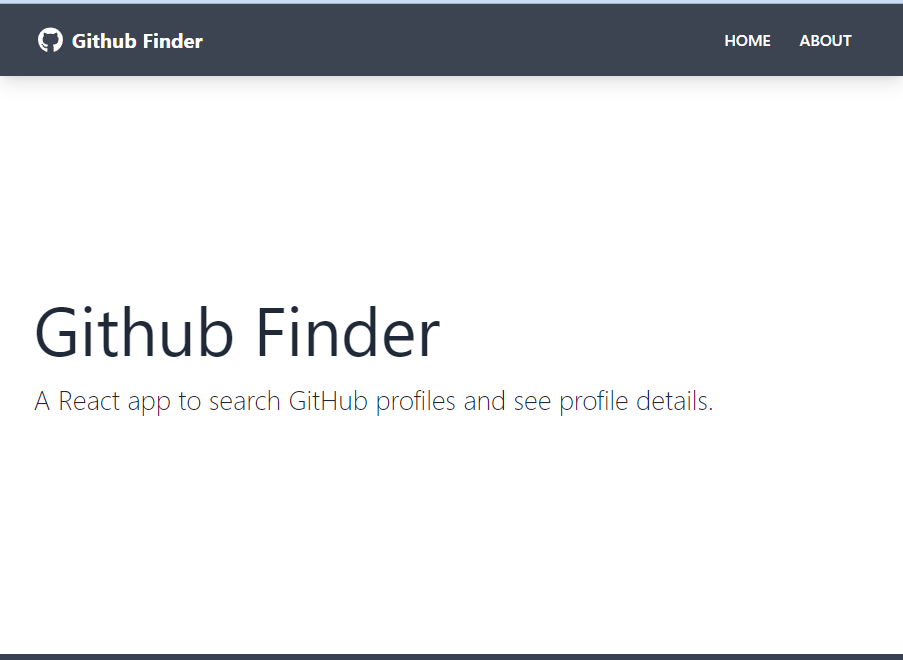 Github Finder
HOME ABOUT
Github Finder
A React app to search GitHub profiles and see profile details.